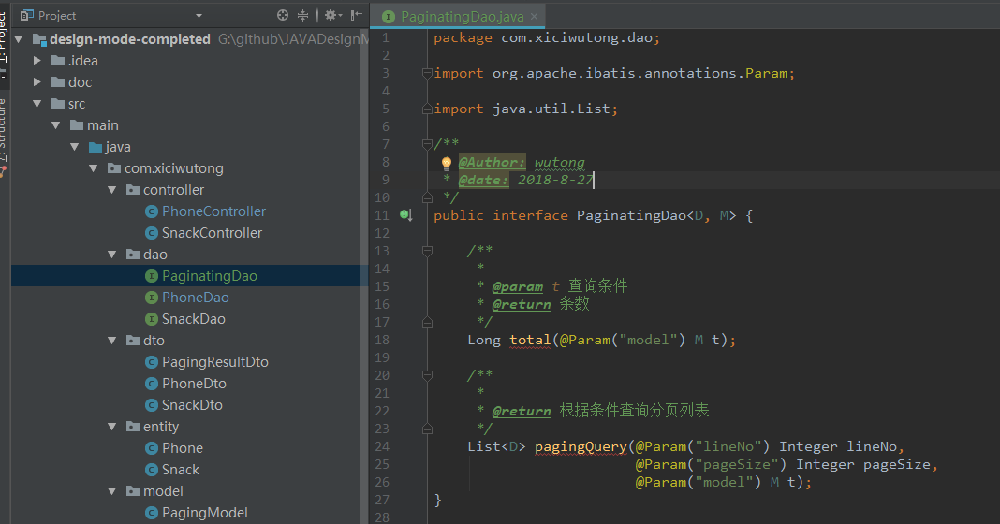 Project
design-mode-completed G:\github\JAVADesignM
.idea
doc
src
main
java
com.xiciwutong
controller
PhoneController
SnackController
dao
PaginatingDao
PhoneDao
SnackDao
dto
PagingResultDto
PhoneDto
SnackDto
entity
Phone
Snack
model
PagingModel
1: Project
7: Structure
PaginatingDao.java
1 package com.xiciwutong.dao;
2
3 import org.apache.ibatis.annotations.Param;
4
5 import java.util.List;
6
7 /**
8 @Author: wutong
9 * @date: 2018-8-27
10 */
11 public interface PaginatingDao<D, M> {
12
13 /**
14 *
15 * @param t 查询条件
16 * @return 条数
17 */
18 Long total(@Param("model") M t);
19
20 /**
21 *
22 * @return 根据条件查询分页列表
23 */
24 List<D> pagingQuery(@Param("lineNo") Integer lineNo,
25 @Param("pageSize") Integer pageSize,
26 @Param("model") M t);
27 }
28